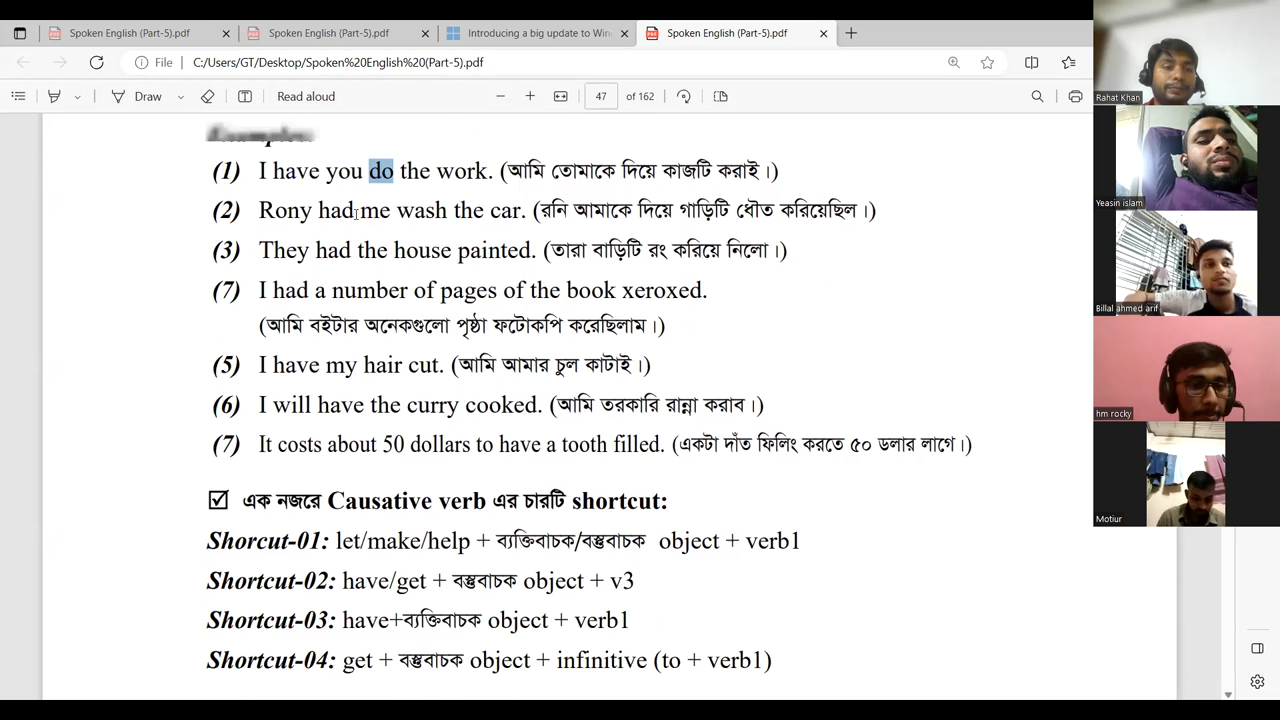 Spoken English (Part-5).pdf
Spoken English (Part-5).pdf
Introducing a big update to Win
Spoken English (Part-5).pdf
File
C:/Users/GT/Desktop/Spoken%20English%20(Part-5).pdf
Draw
Read aloud
47
of 162
Examples:
(1) I have you do the work. (আমি তোমাকে দিয়ে কাজটি করাই।)
(2) Rony had me wash the car. (রনি আমাকে দিয়ে গাড়িটি ধৌত করিয়েছিল।)
(3) They had the house painted. (তারা বাড়িটি রং করিয়ে নিলো।)
(7) I had a number of pages of the book xeroxed.
(আমি বইটার অনেকগুলো পৃষ্ঠা ফটোকপি করেছিলাম।)
(5) I have my hair cut. (আমি আমার চুল কাটাই।)
(6) I will have the curry cooked. (আমি তরকারি রান্না করাব।)
(7) It costs about 50 dollars to have a tooth filled. (একটা দাঁত ফিলিং করতে ৫০ ডলার লাগে।)
☑ এক নজরে Causative verb এর চারটি shortcut:
Shorcut-01: let/make/help + ব্যক্তিবাচক/বস্তুবাচক object + verb1
Shortcut-02: have/get + বস্তুবাচক object + v3
Shortcut-03: have+ব্যক্তিবাচক object + verb1
Shortcut-04: get + বস্তুবাচক object + infinitive (to + verb1)
Rahat Khan
Yeasin islam
Billal ahmed arif
hm rocky
Motiur